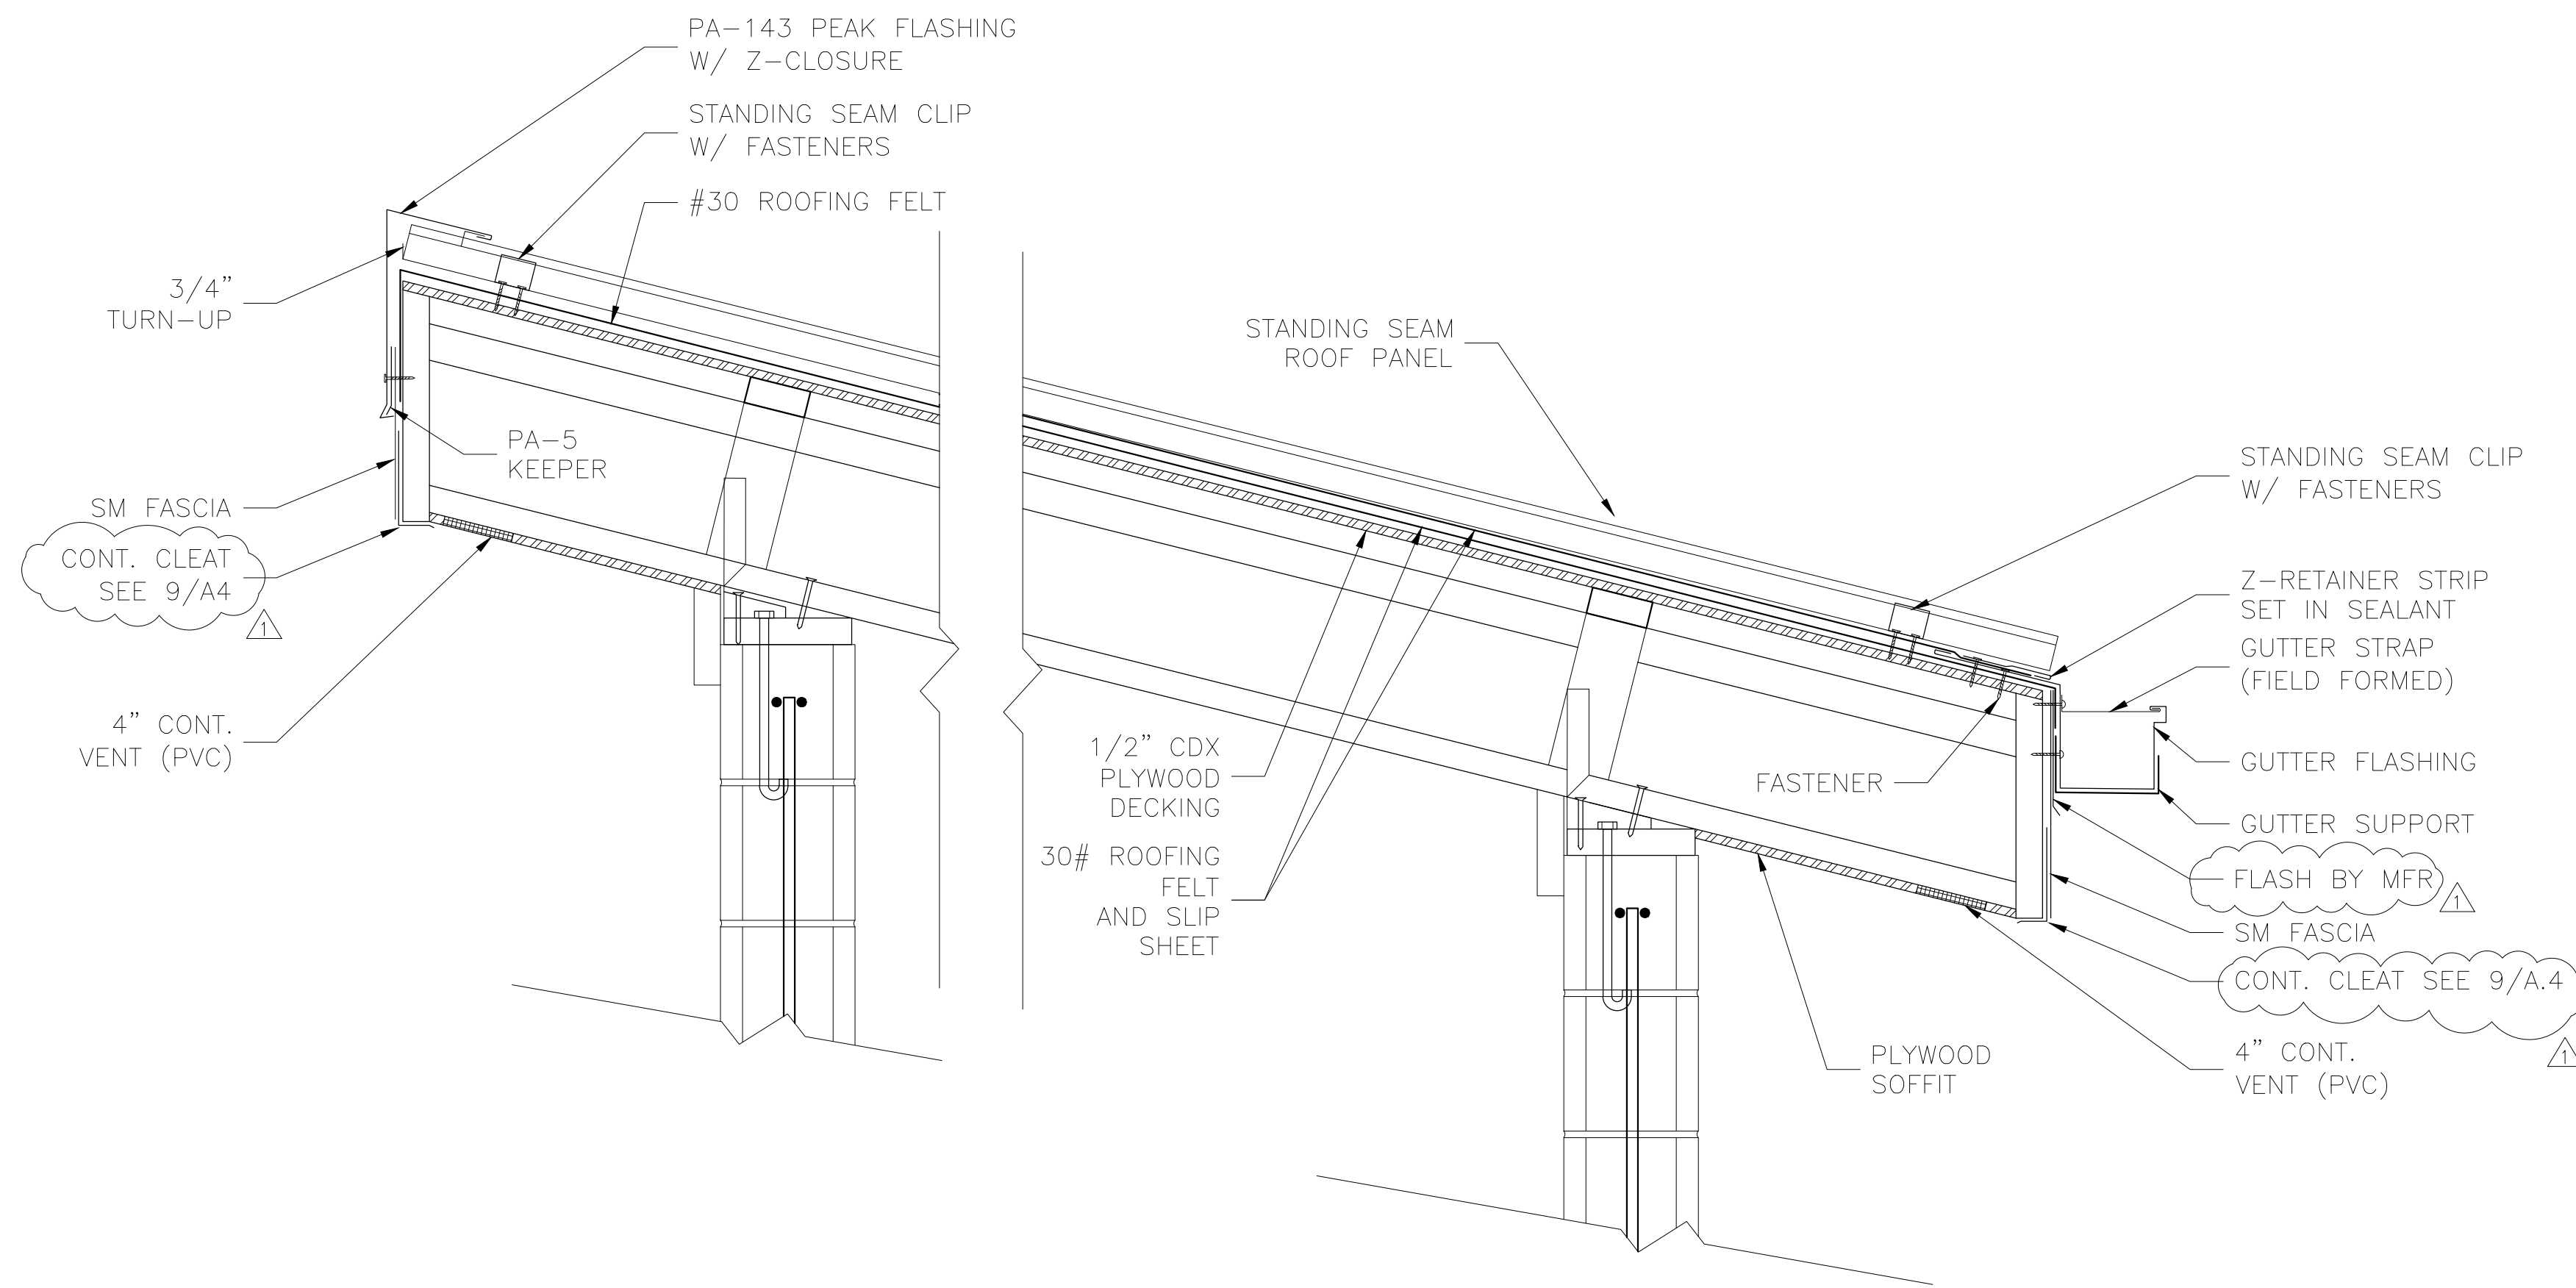 PA-143 PEAK FLASHING
W/ Z-CLOSURE
STANDING SEAM CLIP
W/ FASTENERS
#30 ROOFING FELT
3/4"
TURN-UP
PA-5
KEEPER
SM FASCIA
CONT. CLEAT
SEE 9/A4
1
4" CONT.
VENT (PVC)
STANDING SEAM
ROOF PANEL
1/2" CDX
PLYWOOD
DECKING
30# ROOFING
FELT
AND SLIP
SHEET
FASTENER
PLYWOOD
SOFFIT
STANDING SEAM CLIP
W/ FASTENERS
Z-RETAINER STRIP
SET IN SEALANT
GUTTER STRAP
(FIELD FORMED)
GUTTER FLASHING
GUTTER SUPPORT
FLASH BY MFR
1
SM FASCIA
CONT. CLEAT SEE 9/A.4
1
4" CONT.
VENT (PVC)